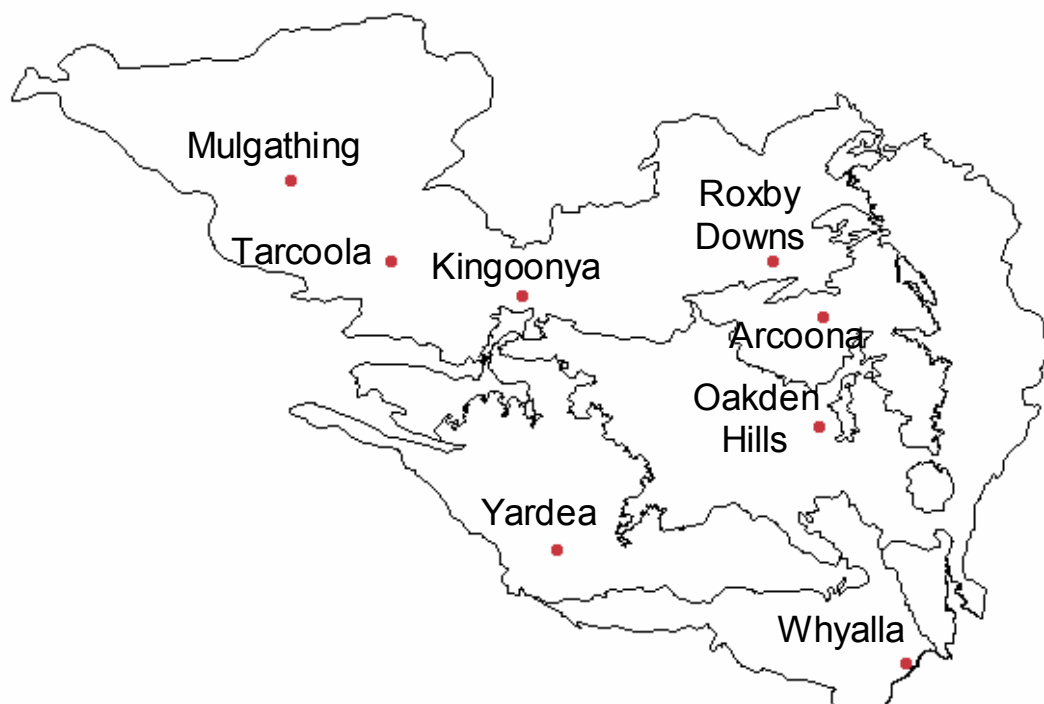 Mulgathing
Roxby
Downs
Tarcoola
Kingoonya
Arcoona
Oakden
Hills
Yardea
Whyalla